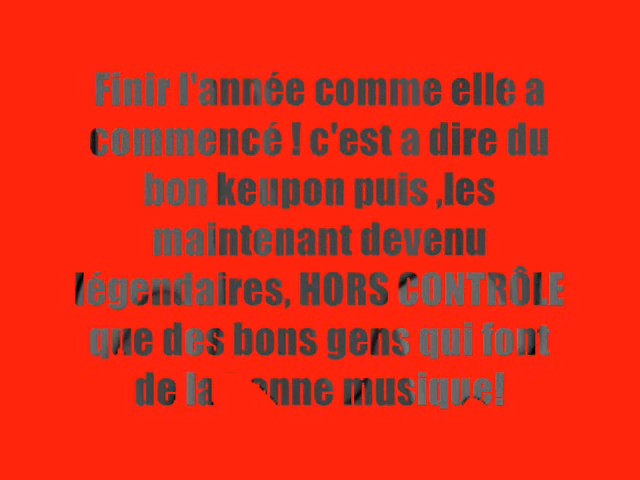 Finir l'année comme elle a
commencé ! c'est a dire du
bon keupon puis ,les
maintenant devenu
légendaires, HORS CONTRÔLE
que des bons gens qui font
de la bonne musique!